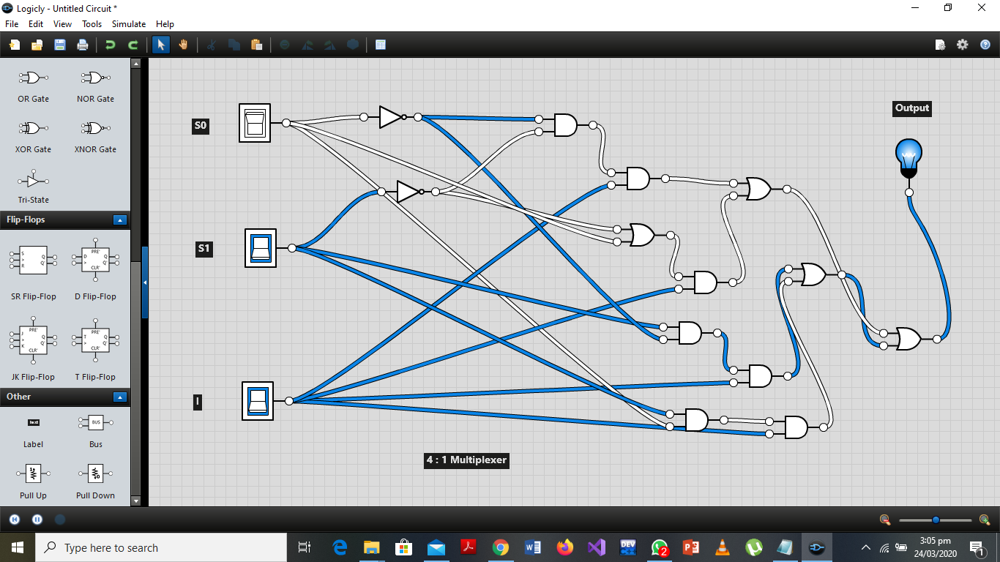 Logicly - Untitled Circuit *
File Edit View Tools Simulate Help
OR Gate NOR Gate
XOR Gate XNOR Gate
Tri-State
Flip-Flops
SR Flip-Flop D Flip-Flop
JK Flip-Flop T Flip-Flop
Other
Label Bus
Pull Up Pull Down
S0
S1
I
Output
4 : 1 Multiplexer
Type here to search
3:05 pm
24/03/2020